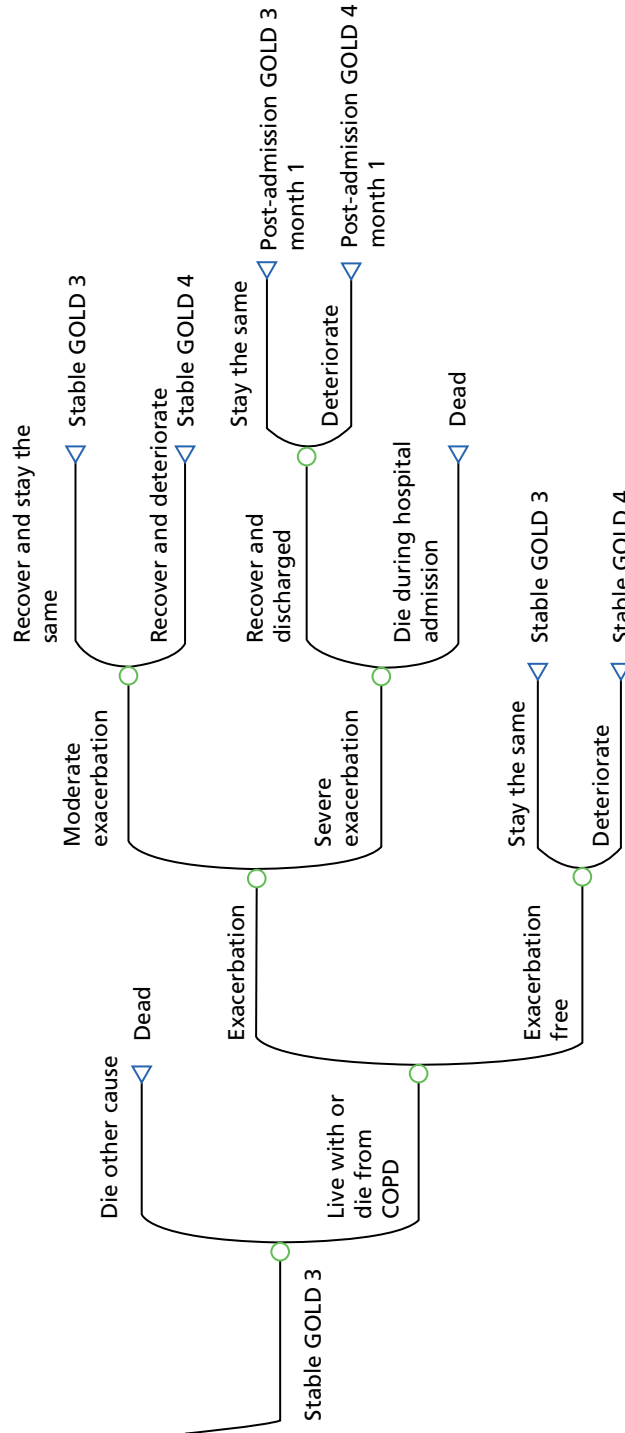 Recover and stay the
same
Stable GOLD 3
Moderate
exacerbation
Die other cause
Dead
Recover and deteriorate
Stable GOLD 4
Exacerbation
Stay the same
Post-admission GOLD 3
month 1
Recover and
discharged
Stable GOLD 3
Severe
exacerbation
Deteriorate
Post-admission GOLD 4
month 1
Live with or
die from
COPD
Die during hospital
admission
Dead
Exacerbation
free
Stay the same
Stable GOLD 3
Deteriorate
Stable GOLD 4